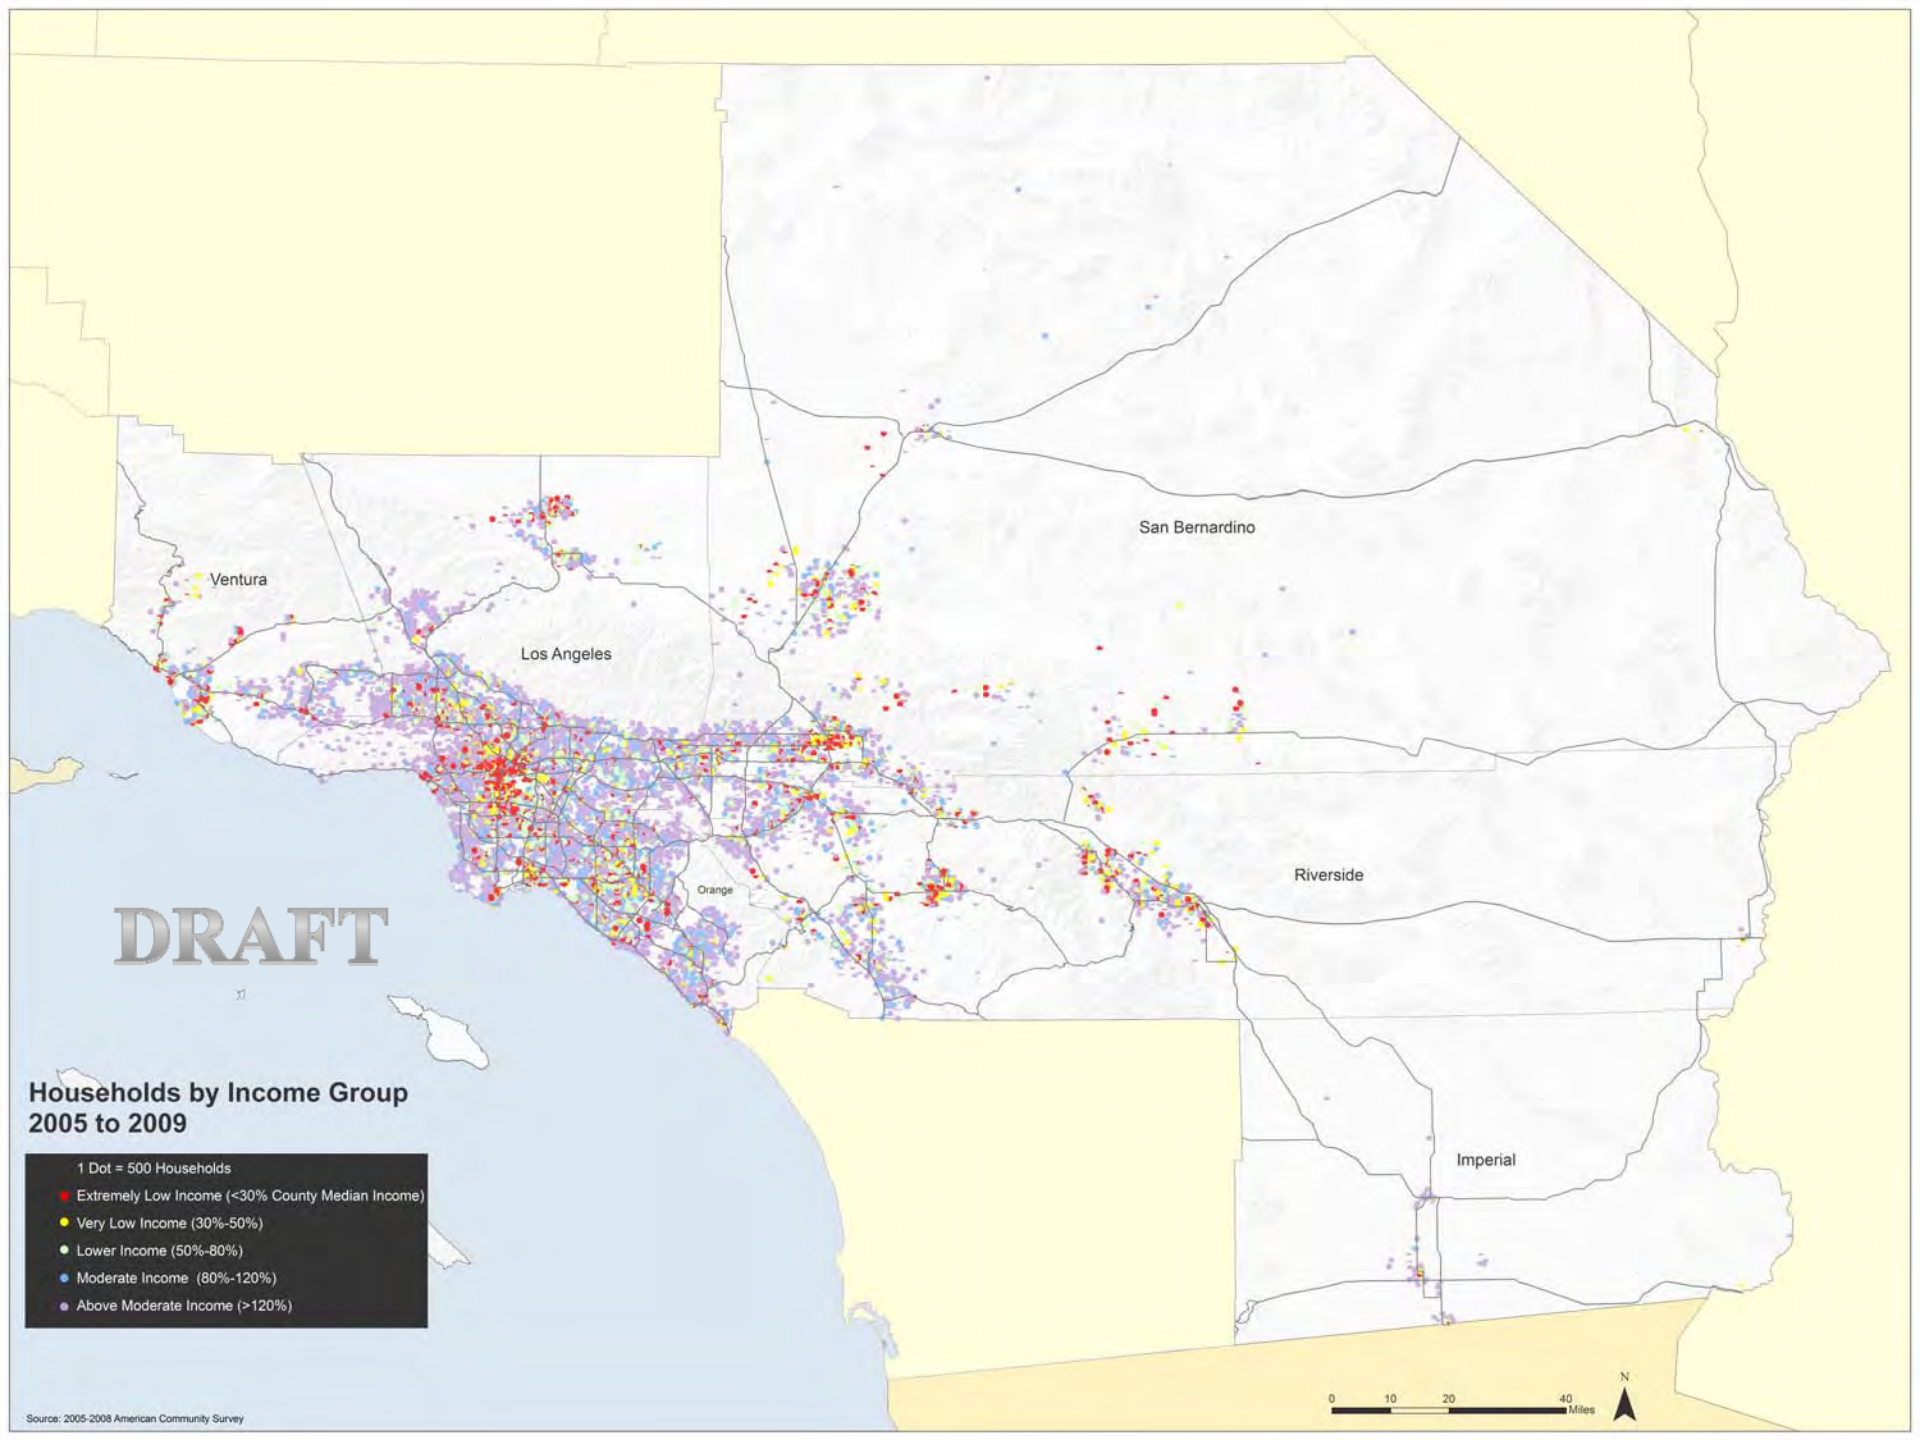 San Bernardino
Ventura
Los Angeles
Riverside
Orange
DRAFT
Households by Income Group
2005 to 2009
1 Dot = 500 Households
Extremely Low Income (<30% County Median Income)
Very Low Income (30%-50%)
Lower Income (50%-80%)
Moderate Income (80%-120%)
Above Moderate Income (>120%)
Imperial
N
0 10 20 40
Miles
Source: 2005-2008 American Community Survey